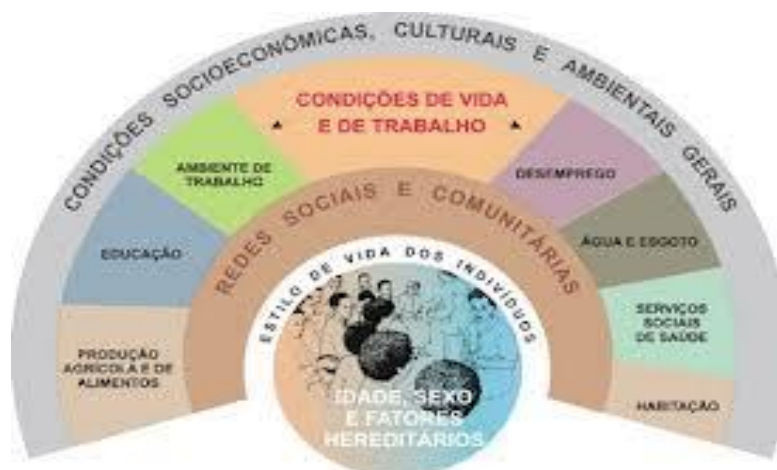 CONDIÇÕES SOCIOECONÔMICAS, CULTURAIS E AMBIENTAIS GERAIS
CONDIÇÕES DE VIDA
E DE TRABALHO
AMBIENTE DE
TRABALHO
DESEMPREGO
EDUCAÇÃO
ÁGUA E ESGOTO
PRODUÇÃO
AGRÍCOLA E DE
ALIMENTOS
SERVIÇOS
SOCIAIS
DE SAÚDE
HABITAÇÃO
REDES SOCIAIS E COMUNITÁRIAS
ESTILO DE VIDA DOS INDIVÍDUOS
IDADE, SEXO
E FATORES
HEREDITÁRIOS